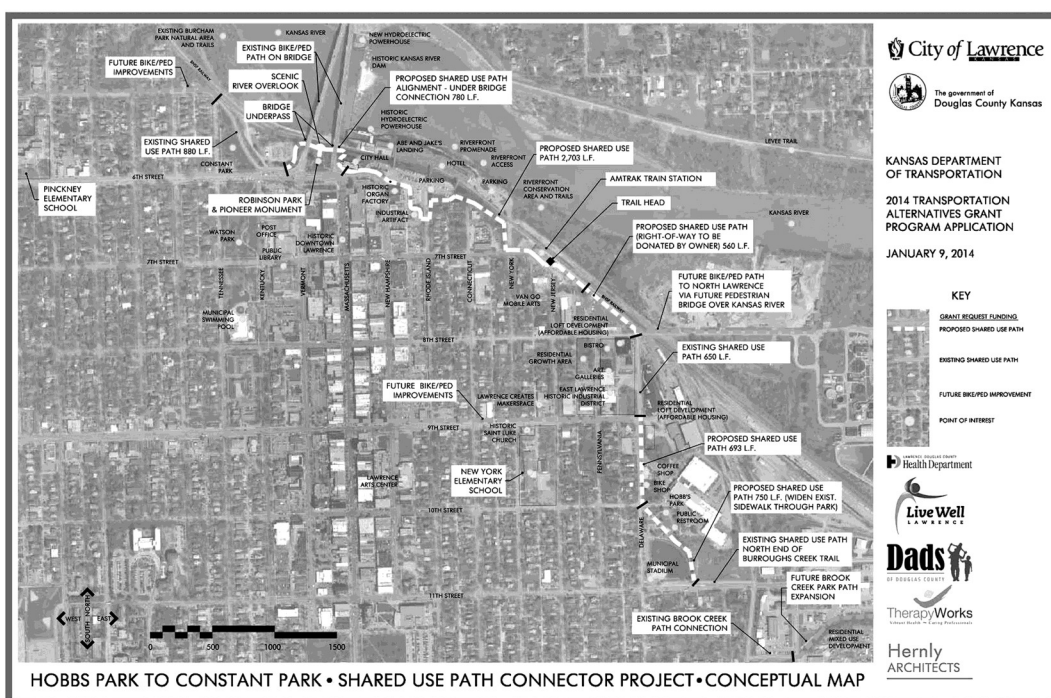 EXISTING BURCHAM
PARK NATURAL AREA
AND TRAILS
KANSAS RIVER
NEW HYDROELECTRIC
POWERHOUSE
EXISTING BIKE/PED
PATH ON BRIDGE
HISTORIC KANSAS RIVER
DAM
FUTURE BIKE/PED
IMPROVEMENTS
BNSF RAILWAY
SCENIC
RIVER OVERLOOK
PROPOSED SHARED USE PATH
ALIGNMENT - UNDER BRIDGE
CONNECTION 780 L.F.
BRIDGE
UNDERPASS
HISTORIC
HYDROELECTRIC
POWERHOUSE
EXISTING SHARED
USE PATH 880 L.F.
ABE AND JAKE'S
LANDING
RIVERFRONT
PROMENADE
PROPOSED SHARED USE
PATH 2,703 L.F.
LEVEE TRAIL
CONSTANT
PARK
CITY HALL
HOTEL
RIVERFRONT
ACCESS
6TH STREET
PARKING
PARKING
RIVERFRONT
CONSERVATION
AREA AND TRAILS
AMTRAK TRAIN STATION
PINCKNEY
ELEMENTARY
SCHOOL
ROBINSON PARK
& PIONEER MONUMENT
HISTORIC
ORGAN
FACTORY
TRAIL HEAD
INDUSTRIAL
ARTIFACT
KANSAS RIVER
WATSON
PARK
POST
OFFICE
HISTORIC
DOWNTOWN
LAWRENCE
PROPOSED SHARED USE PATH
(RIGHT-OF-WAY TO BE
DONATED BY OWNER) 560 L.F.
PUBLIC
LIBRARY
7TH STREET
7TH STREET
TENNESSEE
KENTUCKY
VERMONT
MASSACHUSETTS
NEW HAMPSHIRE
RHODE ISLAND
CONNECTICUT
NEW YORK
NEW JERSEY
FUTURE BIKE/PED PATH
TO NORTH LAWRENCE
VIA FUTURE PEDESTRIAN
BRIDGE OVER KANSAS RIVER
VAN GO
MOBILE ARTS
BNSF RAILWAY
MUNICIPAL
SWIMMING
POOL
RESIDENTIAL
LOFT DEVELOPMENT
(AFFORDABLE HOUSING)
8TH STREET
BISTRO
EXISTING SHARED USE
PATH 650 L.F.
RESIDENTIAL
GROWTH AREA
ART
GALLERIES
FUTURE BIKE/PED
IMPROVEMENTS
LAWRENCE CREATES
MAKERSPACE
EAST LAWRENCE
HISTORIC INDUSTRIAL
DISTRICT
RESIDENTIAL
LOFT DEVELOPMENT
(AFFORDABLE HOUSING)
9TH STREET
HISTORIC
SAINT LUKE
CHURCH
PENNSYLVANIA
PROPOSED SHARED USE
PATH 693 L.F.
LAWRENCE
ARTS CENTER
NEW YORK
ELEMENTARY
SCHOOL
COFFEE
SHOP
BIKE
SHOP
HOBB'S
PARK
PROPOSED SHARED USE
PATH 750 L.F. (WIDEN EXIST.
SIDEWALK THROUGH PARK)
10TH STREET
PUBLIC
RESTROOM
DELAWARE
EXISTING SHARED USE PATH
NORTH END OF
BURROUGHS CREEK TRAIL
MUNICIPAL
STADIUM
FUTURE BROOK
CREEK PARK PATH
EXPANSION
11TH STREET
EXISTING BROOK CREEK
PATH CONNECTION
RESIDENTIAL
MIXED USE
DEVELOPMENT
NORTH
WEST
EAST
SOUTH
0 500 1000 1500
HOBBS PARK TO CONSTANT PARK • SHARED USE PATH CONNECTOR PROJECT • CONCEPTUAL MAP
City of Lawrence
KANSAS
The government of
Douglas County Kansas
KANSAS DEPARTMENT
OF TRANSPORTATION
2014 TRANSPORTATION
ALTERNATIVES GRANT
PROGRAM APPLICATION
JANUARY 9, 2014
KEY
GRANT REQUEST FUNDING
PROPOSED SHARED USE PATH
EXISTING SHARED USE PATH
FUTURE BIKE/PED IMPROVEMENT
POINT OF INTEREST
LAWRENCE DOUGLAS COUNTY
Health Department
Live Well
LAWRENCE
Dads
OF DOUGLAS COUNTY
TherapyWorks
Hernly
ARCHITECTS